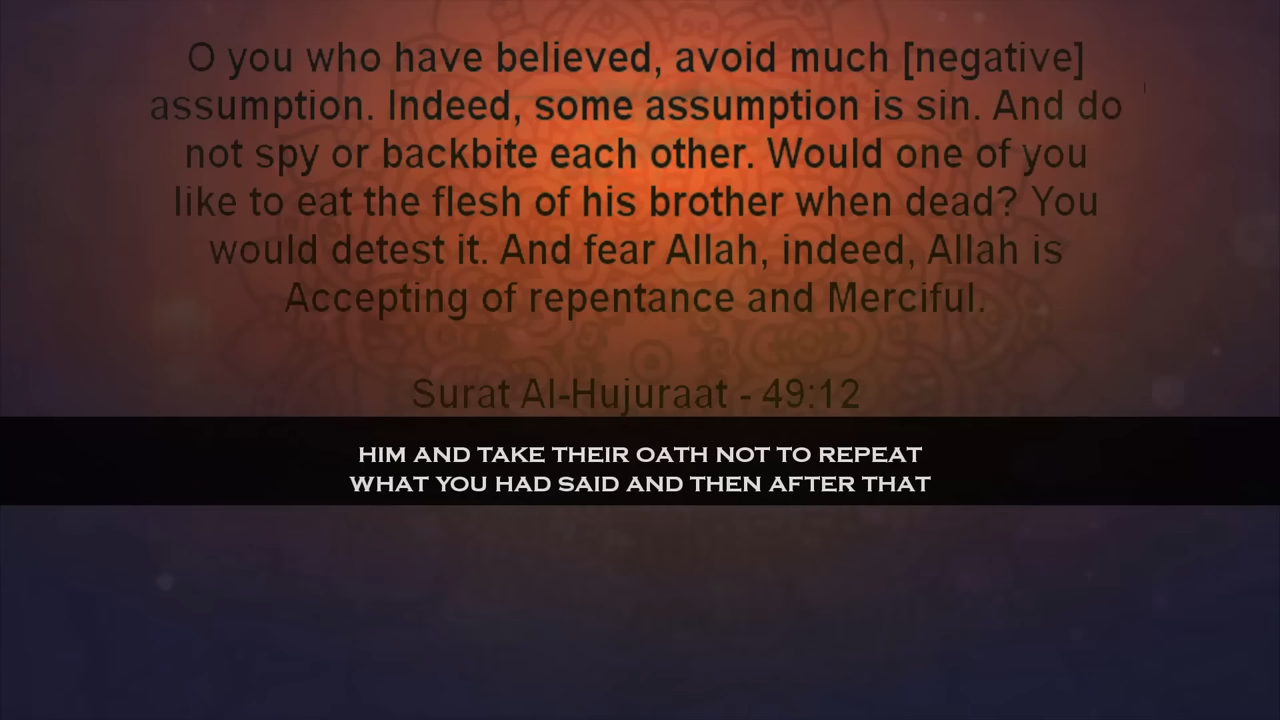 O you who have believed, avoid much [negative]
assumption. Indeed, some assumption is sin. And do
not spy or backbite each other. Would one of you
like to eat the flesh of his brother when dead? You
would detest it. And fear Allah, indeed, Allah is
Accepting of repentance and Merciful.
Surat Al-Hujuraat - 49:12
HIM AND TAKE THEIR OATH NOT TO REPEAT
WHAT YOU HAD SAID AND THEN AFTER THAT